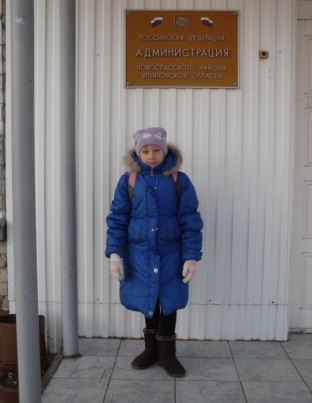 РОССИЙСКАЯ ФЕДЕРАЦИЯ
АДМИНИСТРАЦИЯ
НОВОСПАССКОГО РАЙОНА
УЛЬЯНОВСКОЙ ОБЛАСТИ